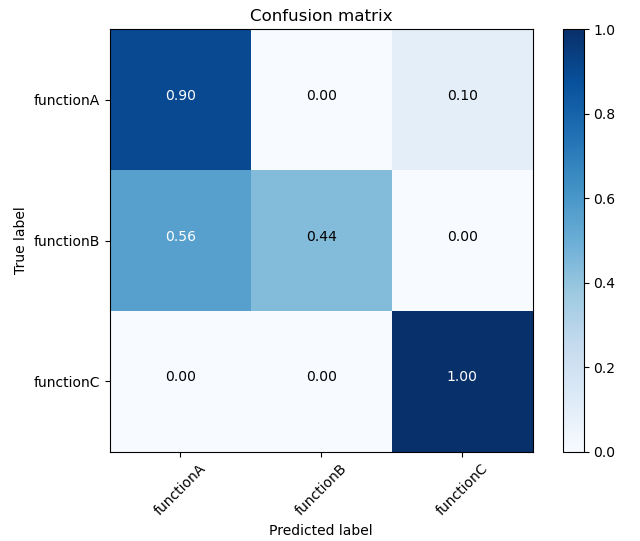 Confusion matrix
True label
functionA
0.90 0.00 0.10
functionB
0.56 0.44 0.00
functionC
0.00 0.00 1.00
functionA functionB functionC
Predicted label
1.0
0.8
0.6
0.4
0.2
0.0